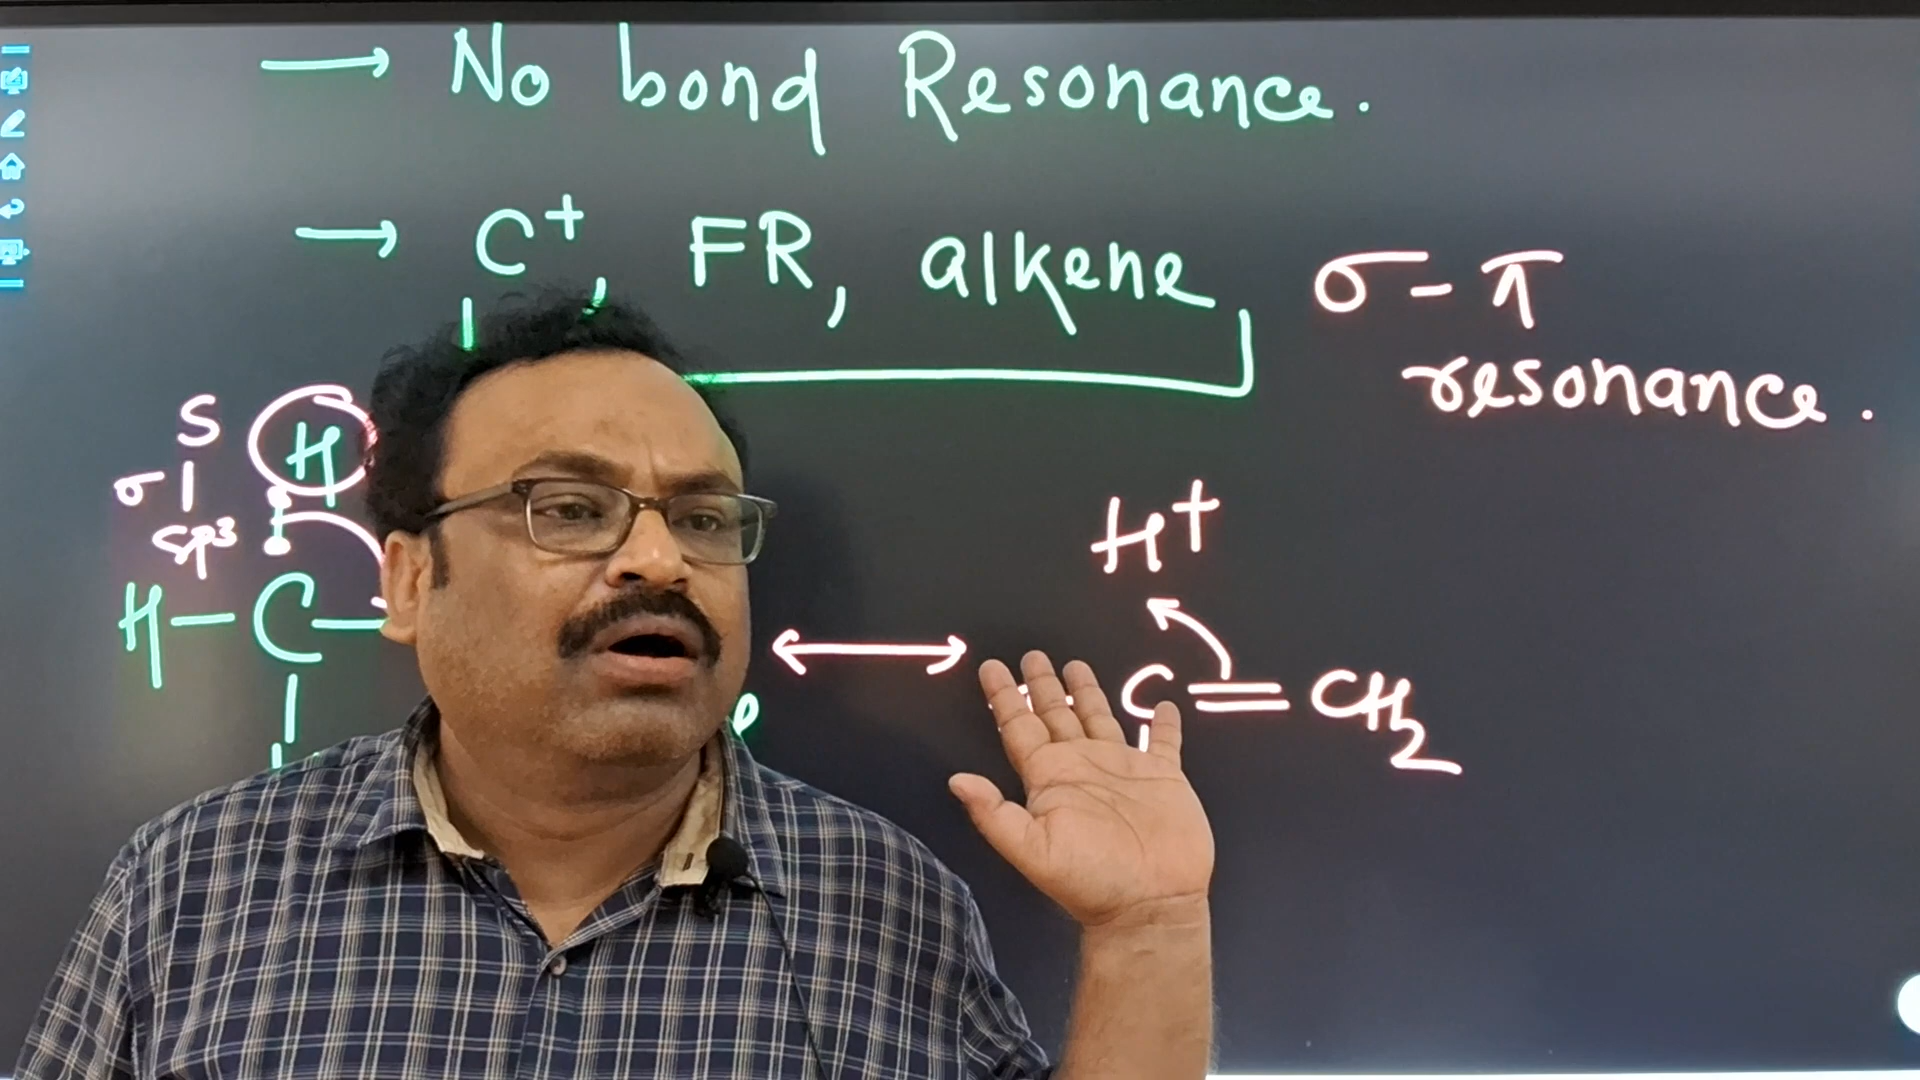 → No bond Resonance.
→ C⁺, FR, alkene, σ - π
resonance.
S H
σ |
sp³
H⁺
H - C - ⟷ C = CH₂